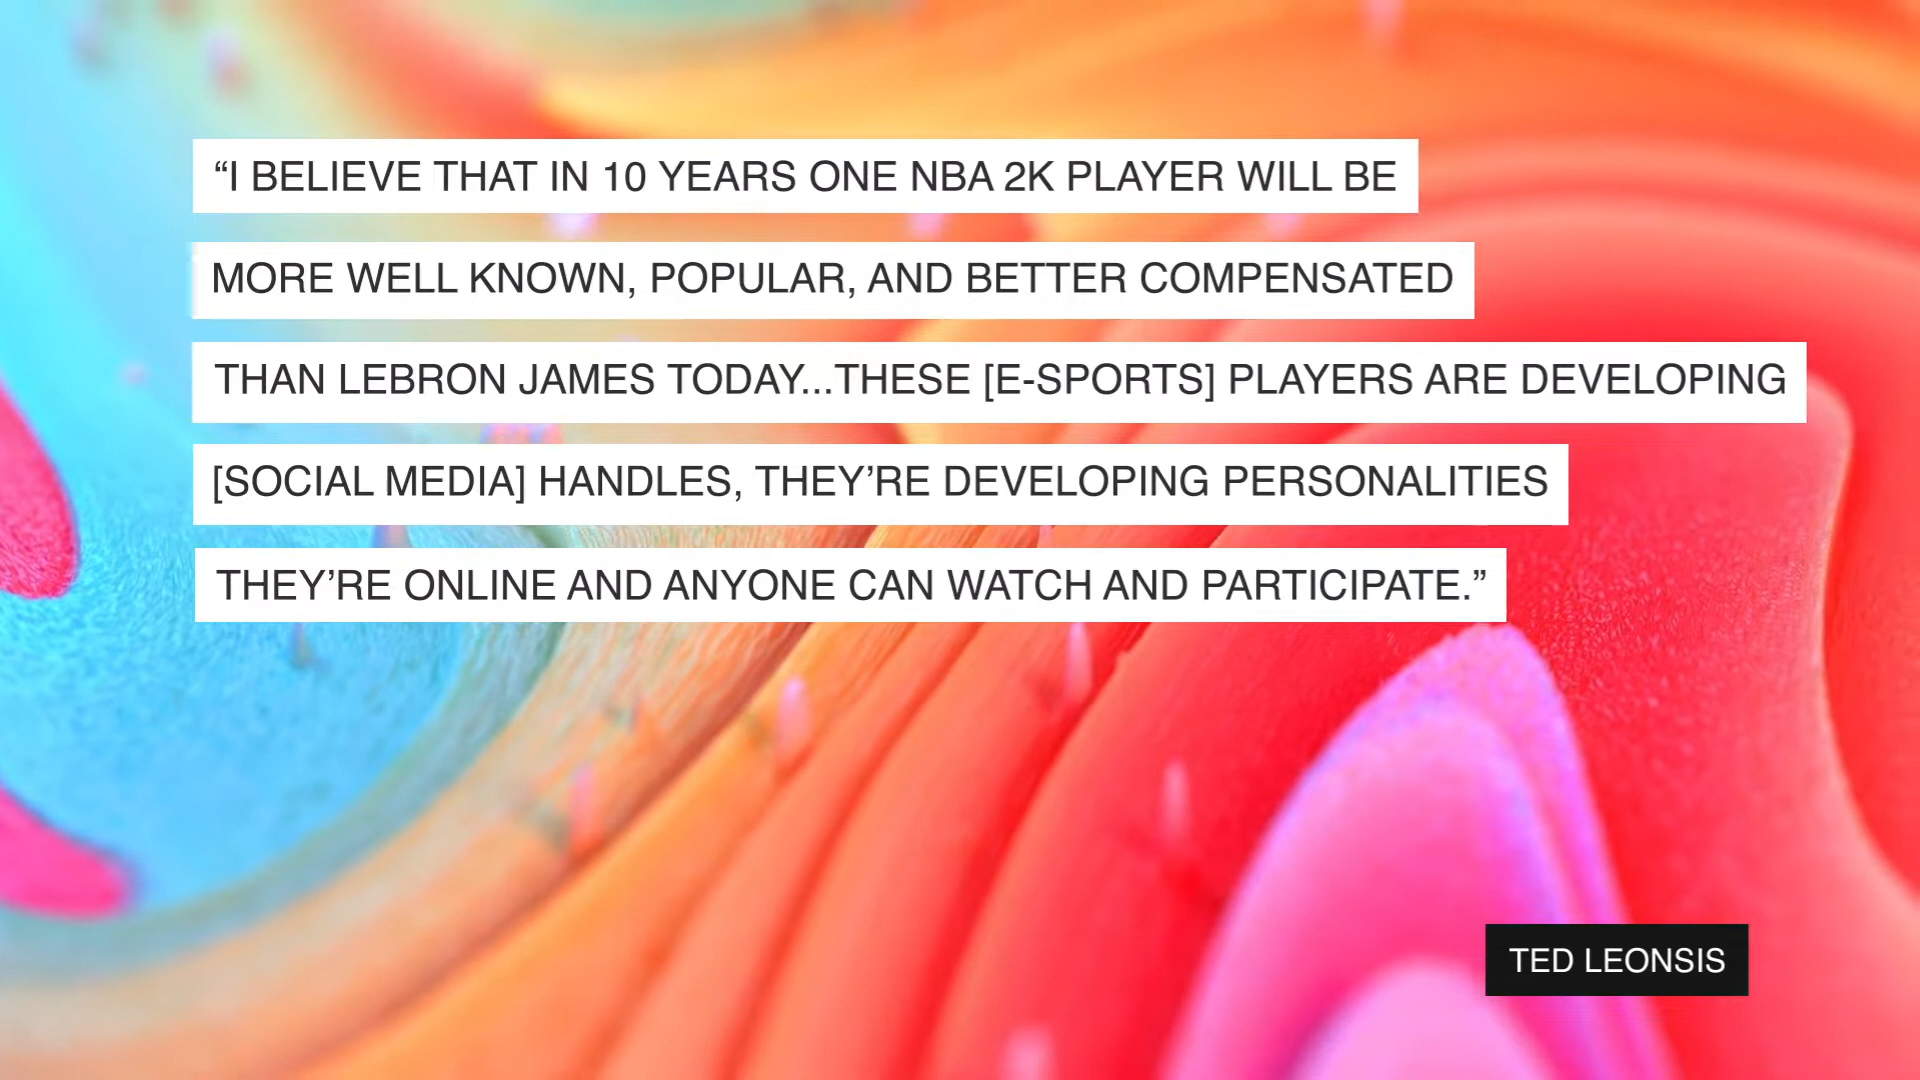 “I BELIEVE THAT IN 10 YEARS ONE NBA 2K PLAYER WILL BE
MORE WELL KNOWN, POPULAR, AND BETTER COMPENSATED
THAN LEBRON JAMES TODAY...THESE [E-SPORTS] PLAYERS ARE DEVELOPING
[SOCIAL MEDIA] HANDLES, THEY’RE DEVELOPING PERSONALITIES
THEY’RE ONLINE AND ANYONE CAN WATCH AND PARTICIPATE.”
TED LEONSIS